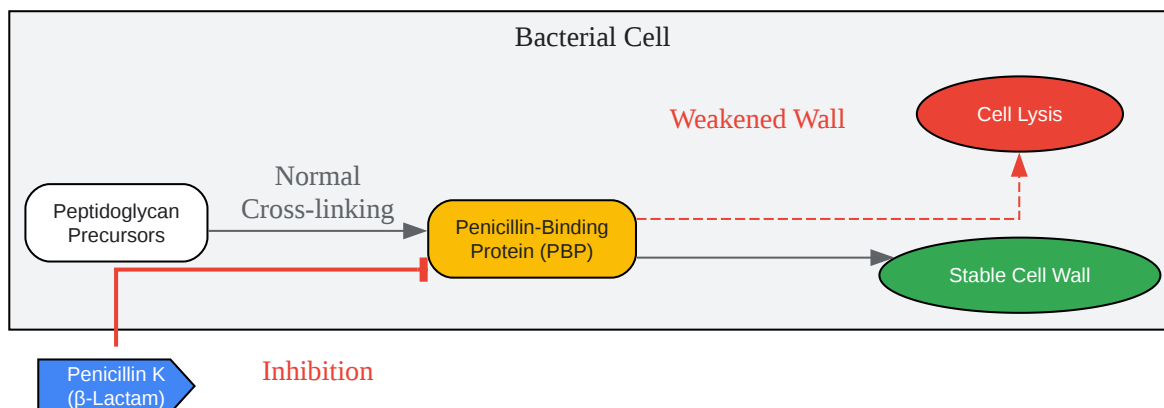 Bacterial Cell
Weakened Wall
Cell Lysis
Normal
Cross-linking
Peptidoglycan
Precursors
Penicillin-Binding
Protein (PBP)
Stable Cell Wall
Penicillin K
(β-Lactam)
Inhibition